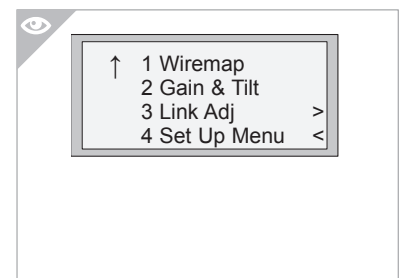 ↑ 1 Wiremap
2 Gain & Tilt
3 Link Adj >
4 Set Up Menu <